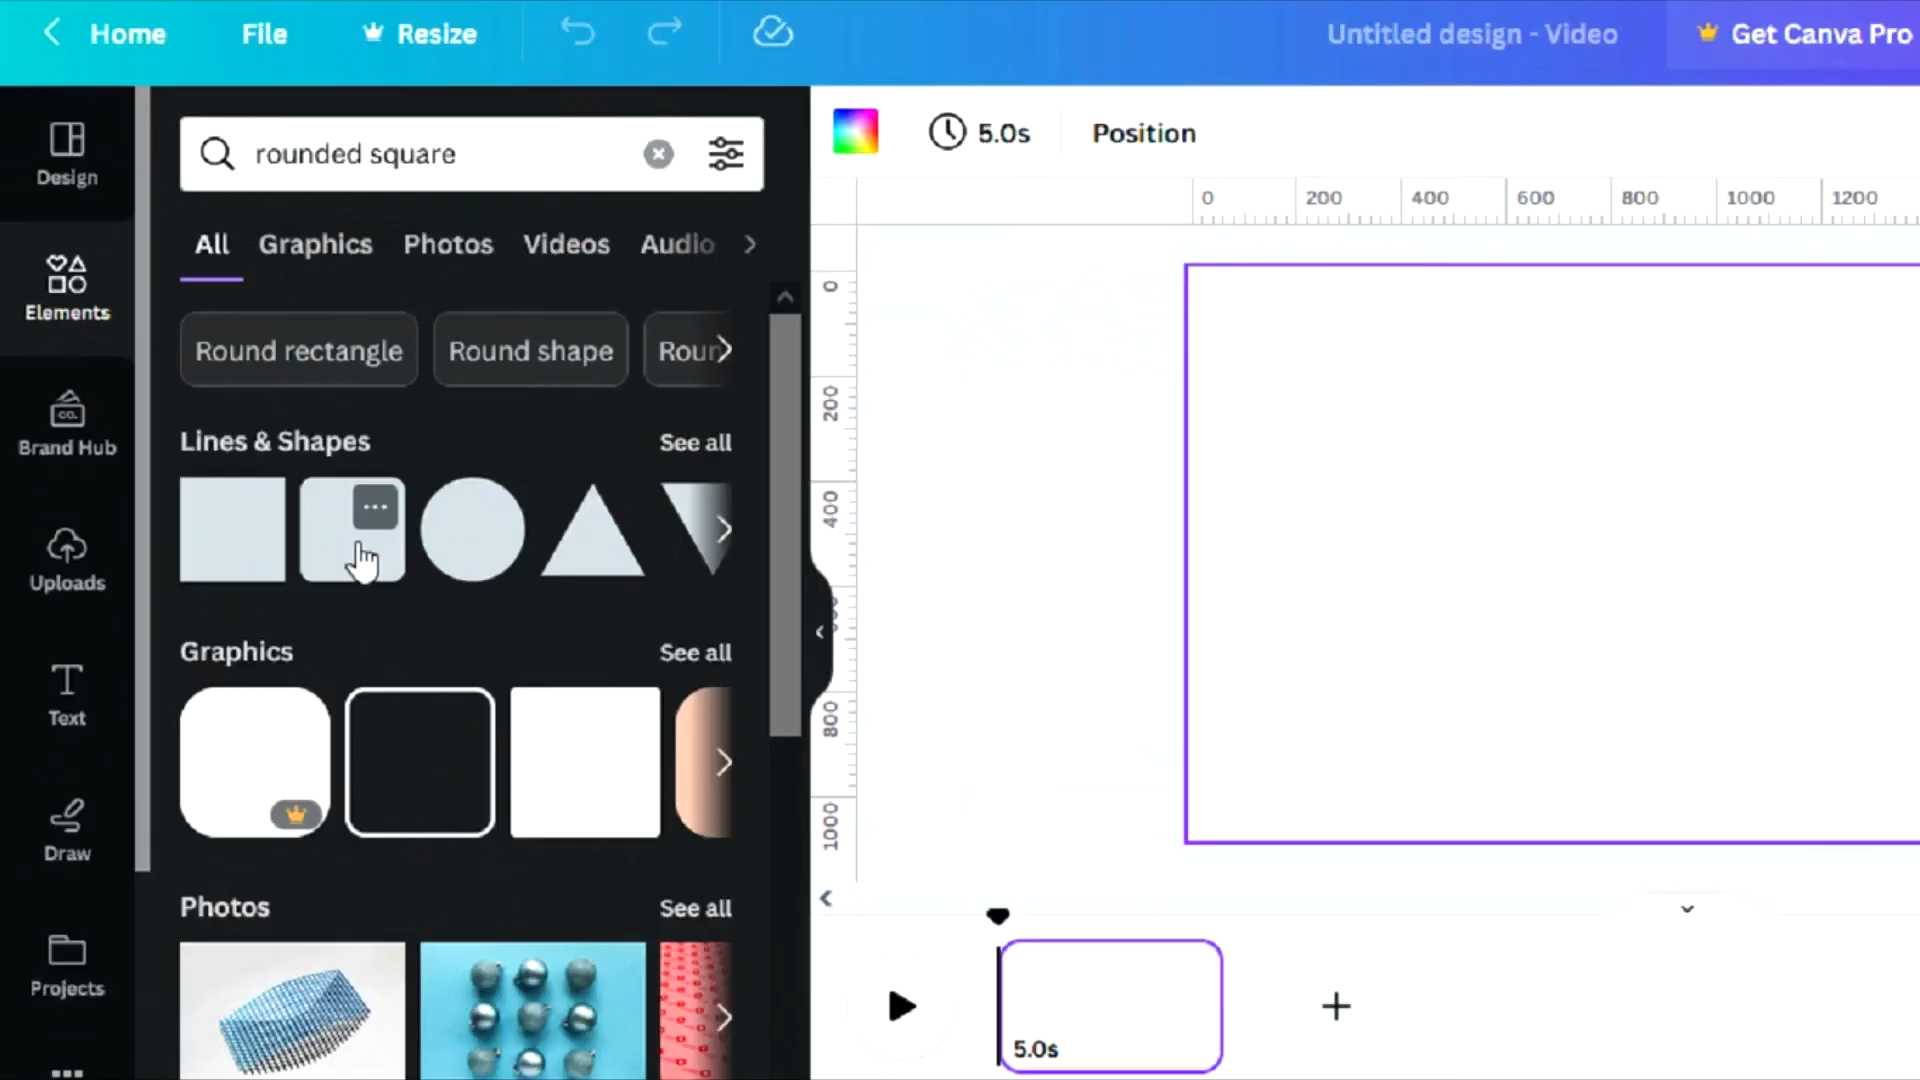 Home File Resize Untitled design - Video Get Canva Pro
Design
Elements
Brand Hub
CO.
Uploads
Text
Draw
Projects
rounded square
All Graphics Photos Videos Audio
Round rectangle Round shape Roun
Lines & Shapes See all
Graphics See all
Photos See all
5.0s Position
0 200 400 600 800 1000 1200
0
200
400
800
1000
5.0s